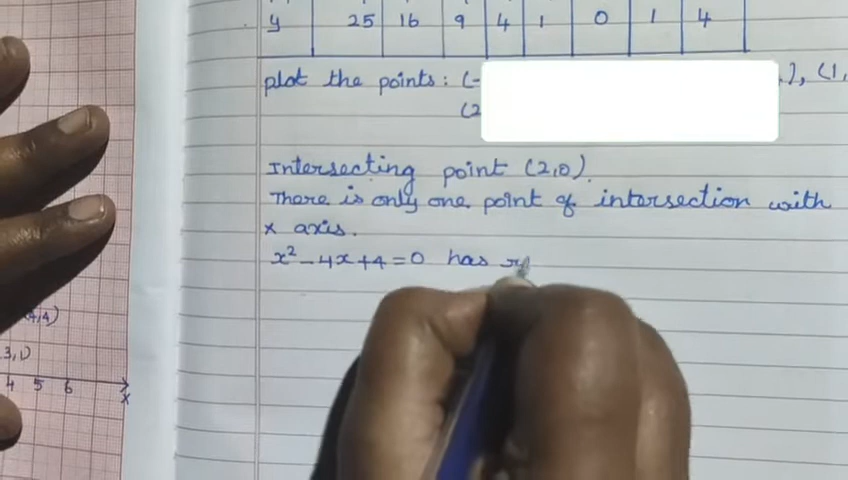 y 25 16 9 4 1 0 1 4
plot the points: (- ), (1,
(2
Intersecting point (2,0).
There is only one point of intersection with
x axis.
x² - 4x + 4 = 0 has
4,4)
3,1)
4 5 6
x